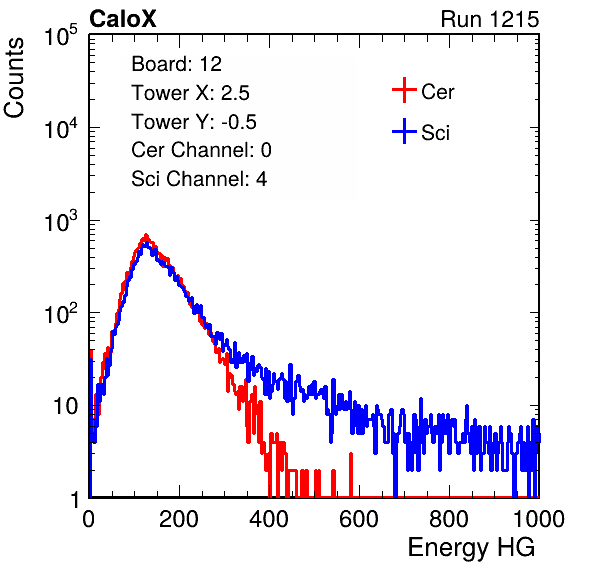 CaloX Run 1215
Counts
10^5
10^4
10^3
10^2
10
1
Board: 12
Tower X: 2.5
Tower Y: -0.5
Cer Channel: 0
Sci Channel: 4
Cer
Sci
0 200 400 600 800 1000
Energy HG